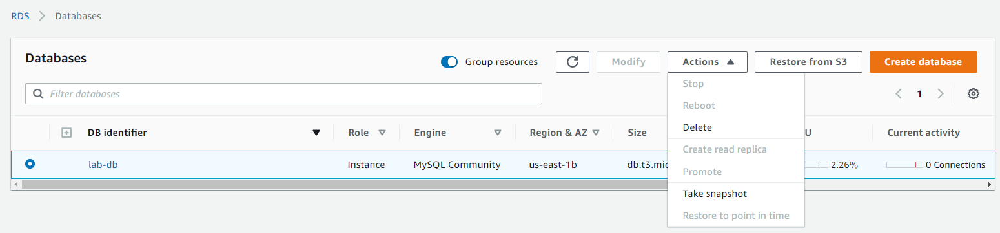 RDS > Databases
Databases
Group resources
Modify
Actions
Restore from S3
Create database
Filter databases
1
Stop
Reboot
Delete
Create read replica
Promote
Take snapshot
Restore to point in time
DB identifier Role Engine Region & AZ Size U Current activity
lab-db Instance MySQL Community us-east-1b db.t3.mic 2.26% 0 Connections